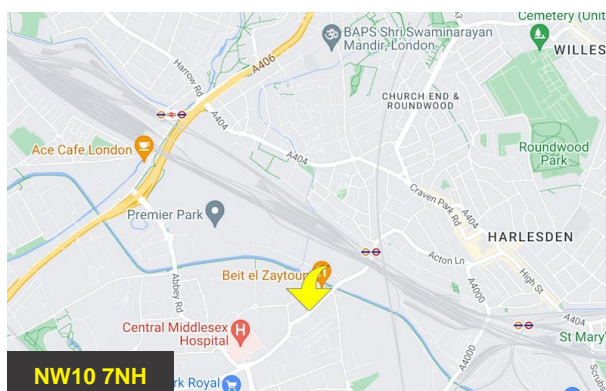 Cemetery (Unit
BAPS Shri Swaminarayan
Mandir, London
WILLES
A406
Harrow Rd
CHURCH END &
ROUNDWOOD
A404
Ace Cafe London
Roundwood
Park
A404
Craven Park Rd
A404
Premier Park
HARLESDEN
Acton Ln
High St
Beit el Zaytoun
Abbey Rd
A4000
A404
Central Middlesex
Hospital
H
St Mary'
Scrubs
A4000
NW10 7NH
rk Royal